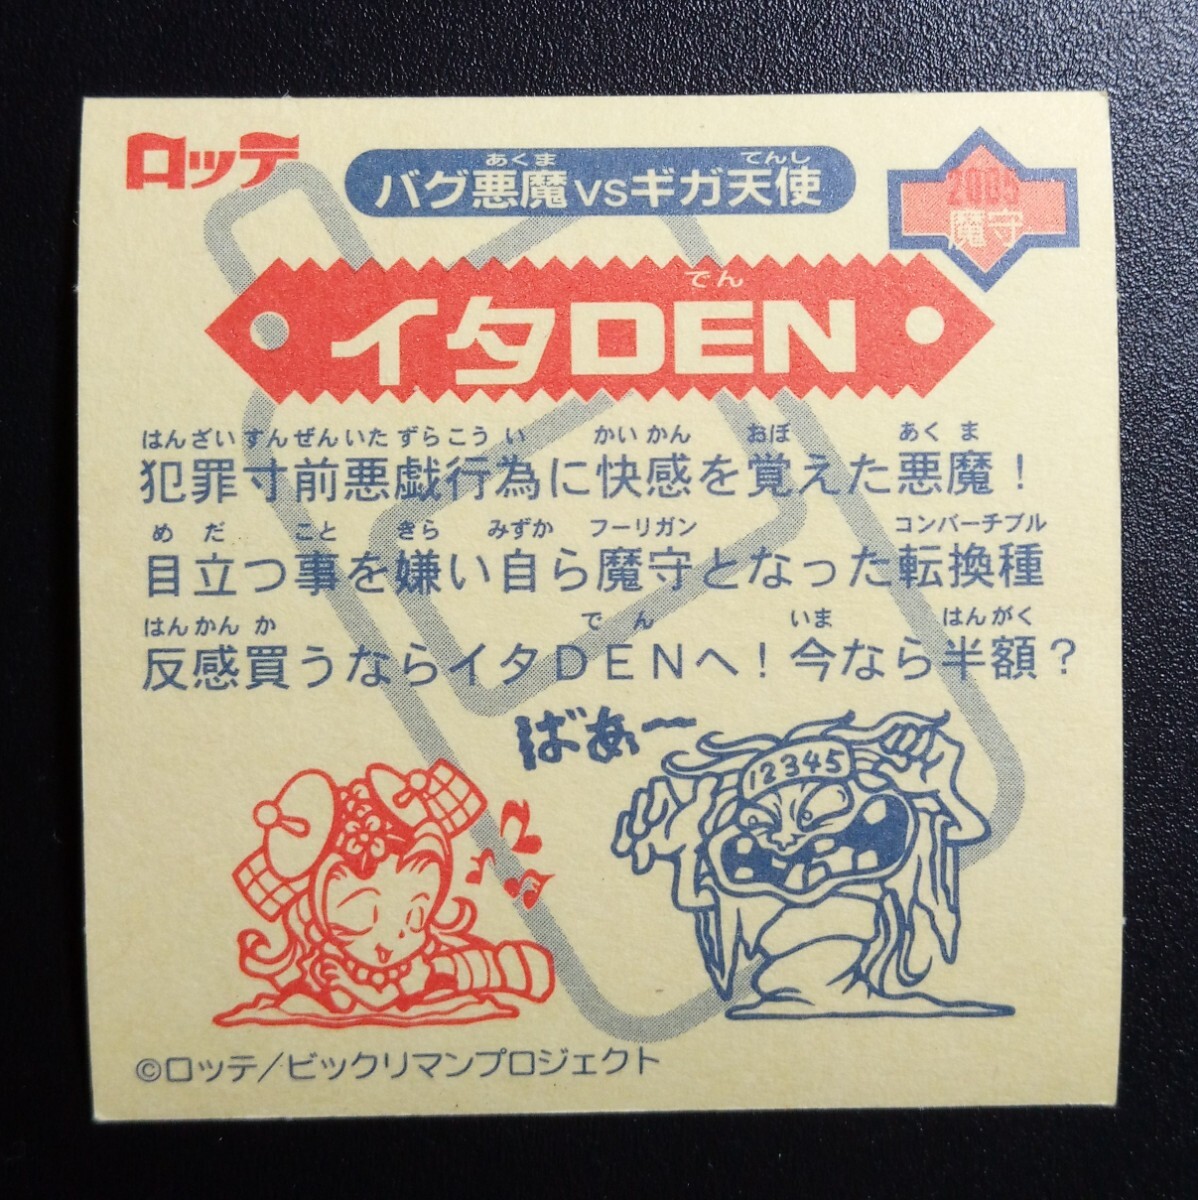 ロッテ
あくま てんし
バグ悪魔vsギガ天使
2005
魔守
でん
イタDEN
はんざいすんぜんいたずらこうい かいかん おぼ あくま
犯罪寸前悪戯行為に快感を覚えた悪魔！
めだ こと きら みずか フーリガン コンバーチブル
目立つ事を嫌い自ら魔守となった転換種
はんかんか でん いま はんがく
反感買うならイタDENへ！今なら半額？
ばあー
12345
©ロッテ/ビックリマンプロジェクト